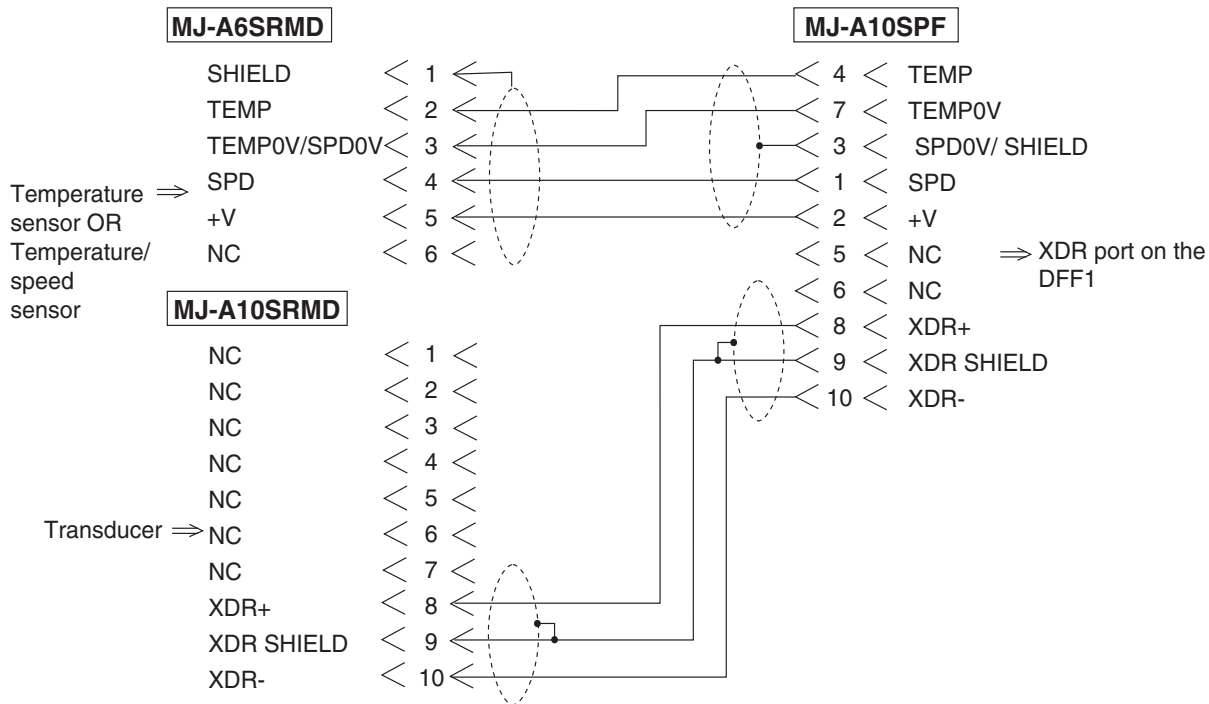 MJ-A6SRMD
SHIELD 1
TEMP 2
TEMP0V/SPD0V 3
SPD 4
+V 5
NC 6
Temperature
sensor OR
Temperature/
speed
sensor
MJ-A10SRMD
NC 1
NC 2
NC 3
NC 4
NC 5
NC 6
NC 7
XDR+ 8
XDR SHIELD 9
XDR- 10
Transducer
MJ-A10SPF
4 TEMP
7 TEMP0V
3 SPD0V/ SHIELD
1 SPD
2 +V
5 NC
6 NC
8 XDR+
9 XDR SHIELD
10 XDR-
XDR port on the
DFF1